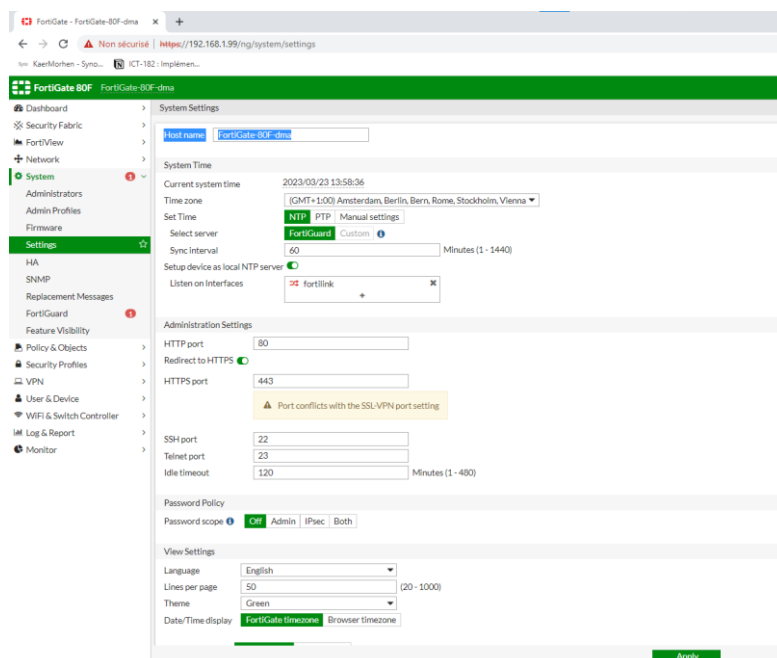 FortiGate - FortiGate-80F-dma
Non sécurisé https://192.168.1.99/ng/system/settings
KaerMorhen - Syno... ICT-182 : Implémen...
FortiGate 80F FortiGate-80F-dma
Dashboard
Security Fabric
FortiView
Network
System 1
Administrators
Admin Profiles
Firmware
Settings
HA
SNMP
Replacement Messages
FortiGuard 1
Feature Visibility
Policy & Objects
Security Profiles
VPN
User & Device
WiFi & Switch Controller
Log & Report
Monitor
System Settings
Host name FortiGate-80F-dma
System Time
Current system time 2023/03/23 13:58:36
Time zone (GMT+1:00) Amsterdam, Berlin, Bern, Rome, Stockholm, Vienna
Set Time NTP PTP Manual settings
Select server FortiGuard Custom
Sync interval 60 Minutes (1 - 1440)
Setup device as local NTP server
Listen on Interfaces fortilink
Administration Settings
HTTP port 80
Redirect to HTTPS
HTTPS port 443
Port conflicts with the SSL-VPN port setting
SSH port 22
Telnet port 23
Idle timeout 120 Minutes (1 - 480)
Password Policy
Password scope Off Admin IPsec Both
View Settings
Language English
Lines per page 50 (20 - 1000)
Theme Green
Date/Time display FortiGate timezone Browser timezone
Apply